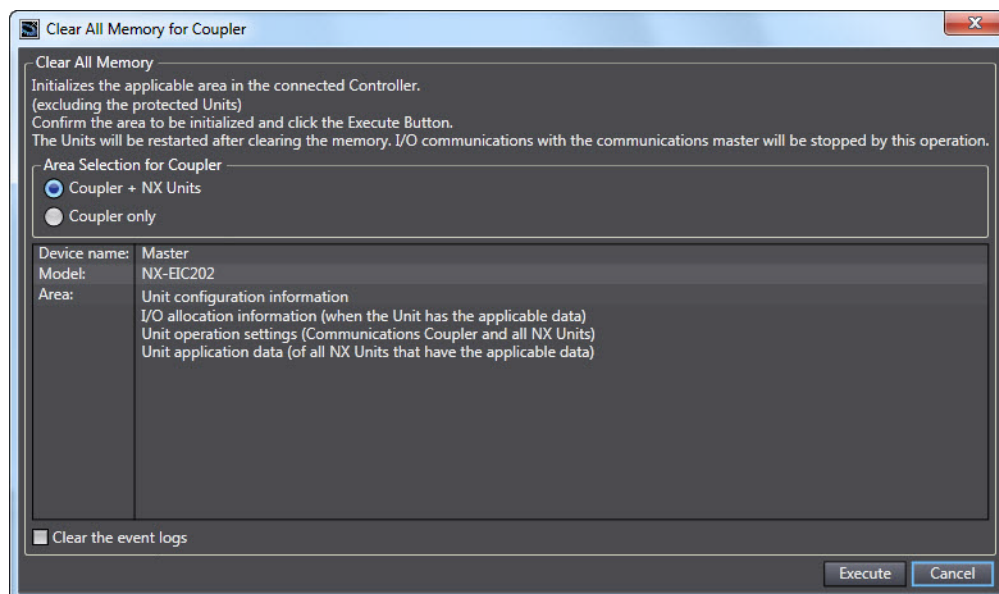 Clear All Memory for Coupler
Clear All Memory
Initializes the applicable area in the connected Controller.
(excluding the protected Units)
Confirm the area to be initialized and click the Execute Button.
The Units will be restarted after clearing the memory. I/O communications with the communications master will be stopped by this operation.
Area Selection for Coupler
Coupler + NX Units
Coupler only
Device name: Master
Model: NX-EIC202
Area: Unit configuration information
I/O allocation information (when the Unit has the applicable data)
Unit operation settings (Communications Coupler and all NX Units)
Unit application data (of all NX Units that have the applicable data)
Clear the event logs
Execute Cancel